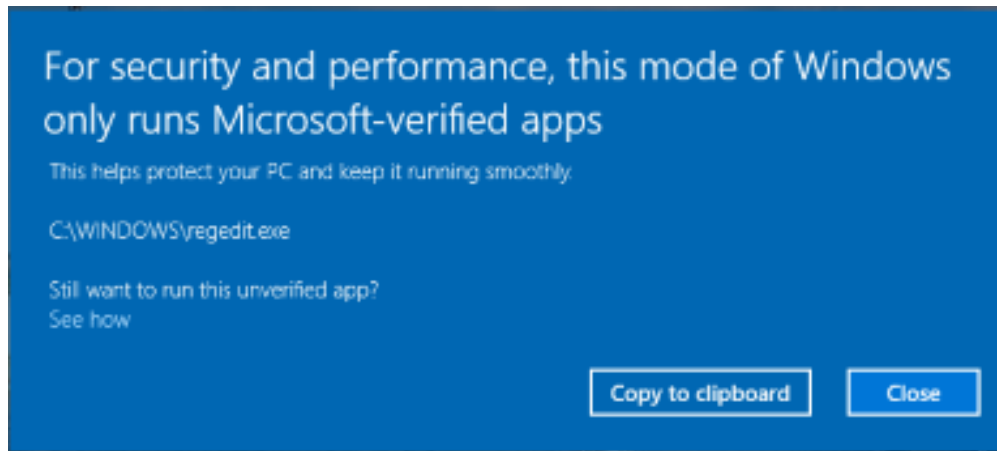 For security and performance, this mode of Windows
only runs Microsoft-verified apps
This helps protect your PC and keep it running smoothly.
C:\WINDOWS\regedit.exe
Still want to run this unverified app?
See how
Copy to clipboard
Close